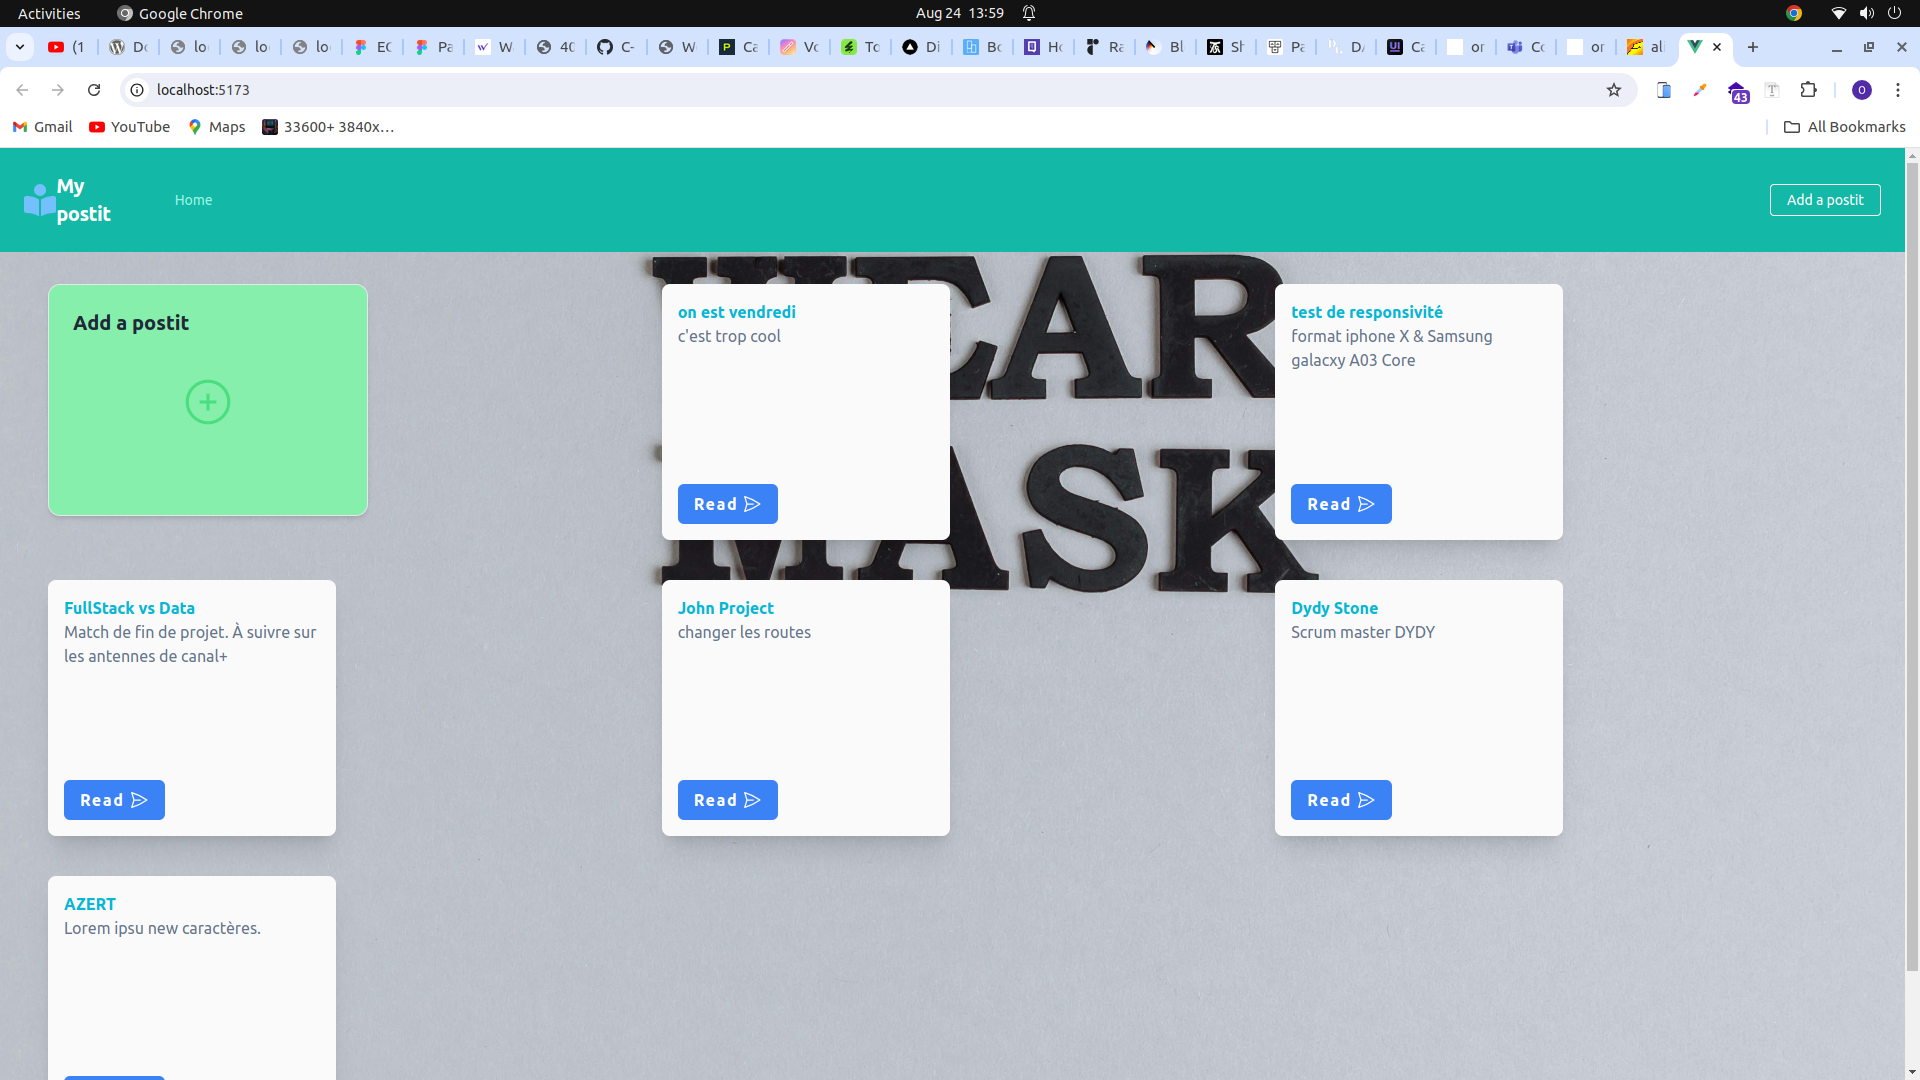 Activities Google Chrome Aug 24 13:59
(1 Dc lo lo lo EC Pa W 4C C- W Ca Vc To Di Bc Hc Ra Bl Sh Pa D/ Ca or Cc or al
localhost:5173 43 O
Gmail YouTube Maps 33600+ 3840x… All Bookmarks
My
postit
Home
Add a postit
WEAR
MASK
Add a postit
on est vendredi
c'est trop cool
Read
test de responsivité
format iphone X & Samsung
galacxy A03 Core
Read
FullStack vs Data
Match de fin de projet. À suivre sur
les antennes de canal+
Read
John Project
changer les routes
Read
Dydy Stone
Scrum master DYDY
Read
AZERT
Lorem ipsu new caractères.